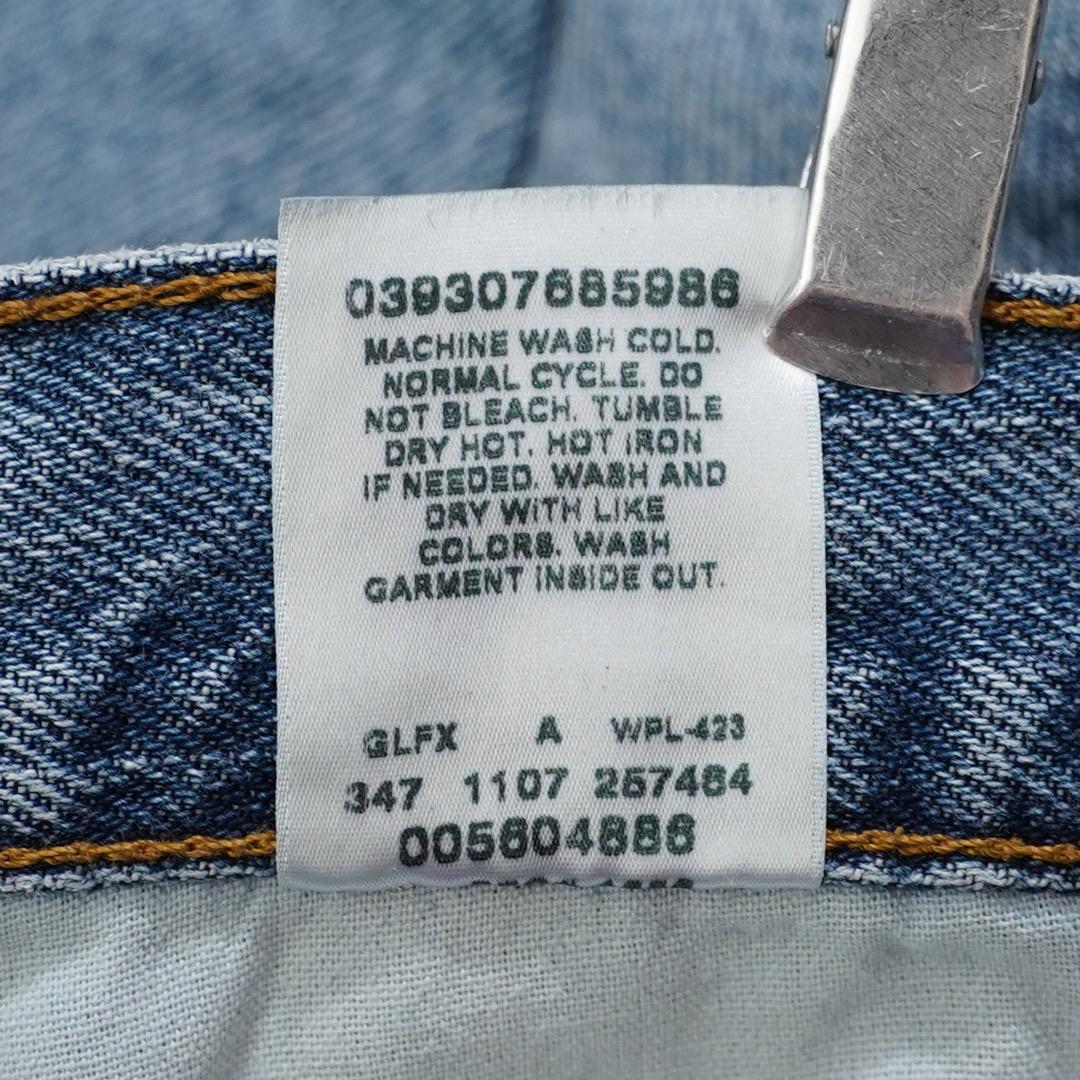 039307685986
MACHINE WASH COLD.
NORMAL CYCLE. DO
NOT BLEACH. TUMBLE
DRY HOT. HOT IRON
IF NEEDED. WASH AND
DRY WITH LIKE
COLORS. WASH
GARMENT INSIDE OUT.
GLFX A WPL-423
347 1107 257464
005604886